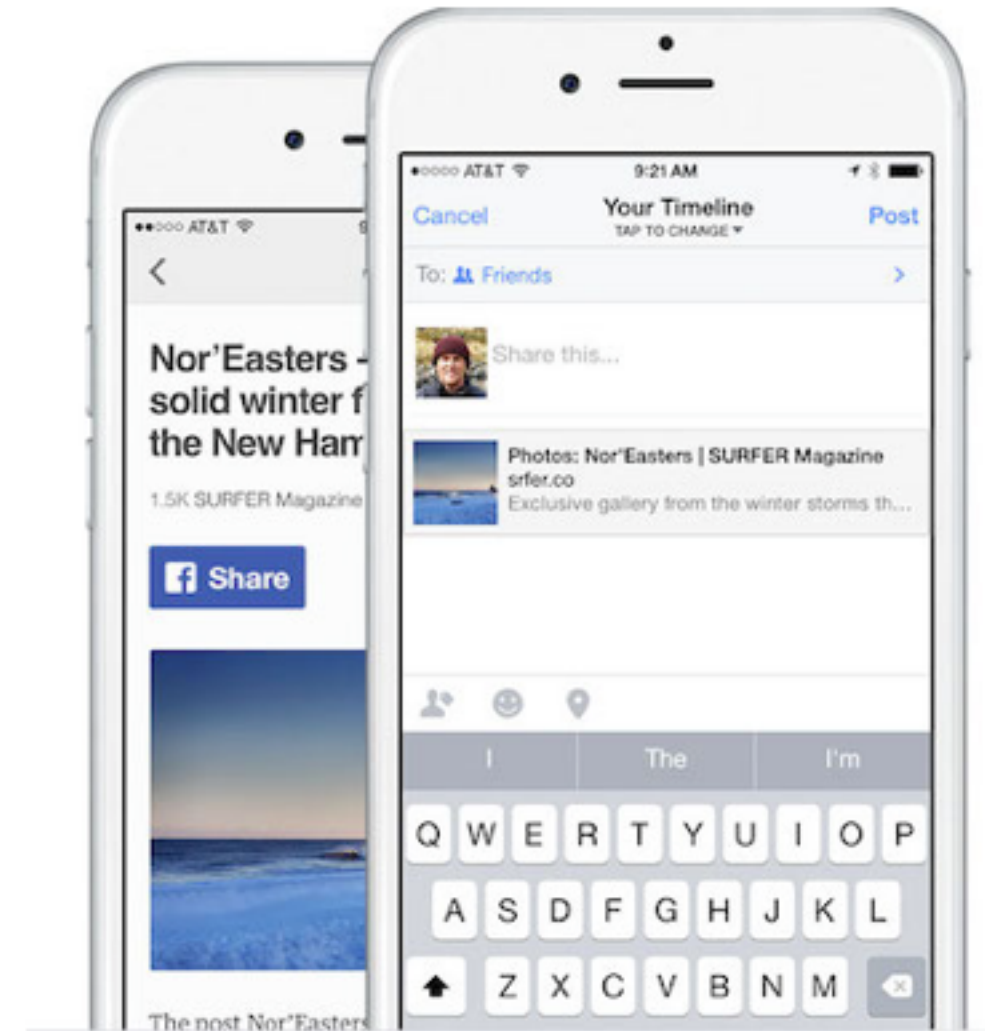 AT&T
Nor'Easters -
solid winter f
the New Ham
1.5K SURFER Magazine
Share
The post Nor'Easters
AT&T 9:21 AM
Cancel Your Timeline Post
TAP TO CHANGE
To: Friends
Share this...
Photos: Nor'Easters | SURFER Magazine
srfer.co
Exclusive gallery from the winter storms th...
I The I'm
Q W E R T Y U I O P
A S D F G H J K L
Z X C V B N M